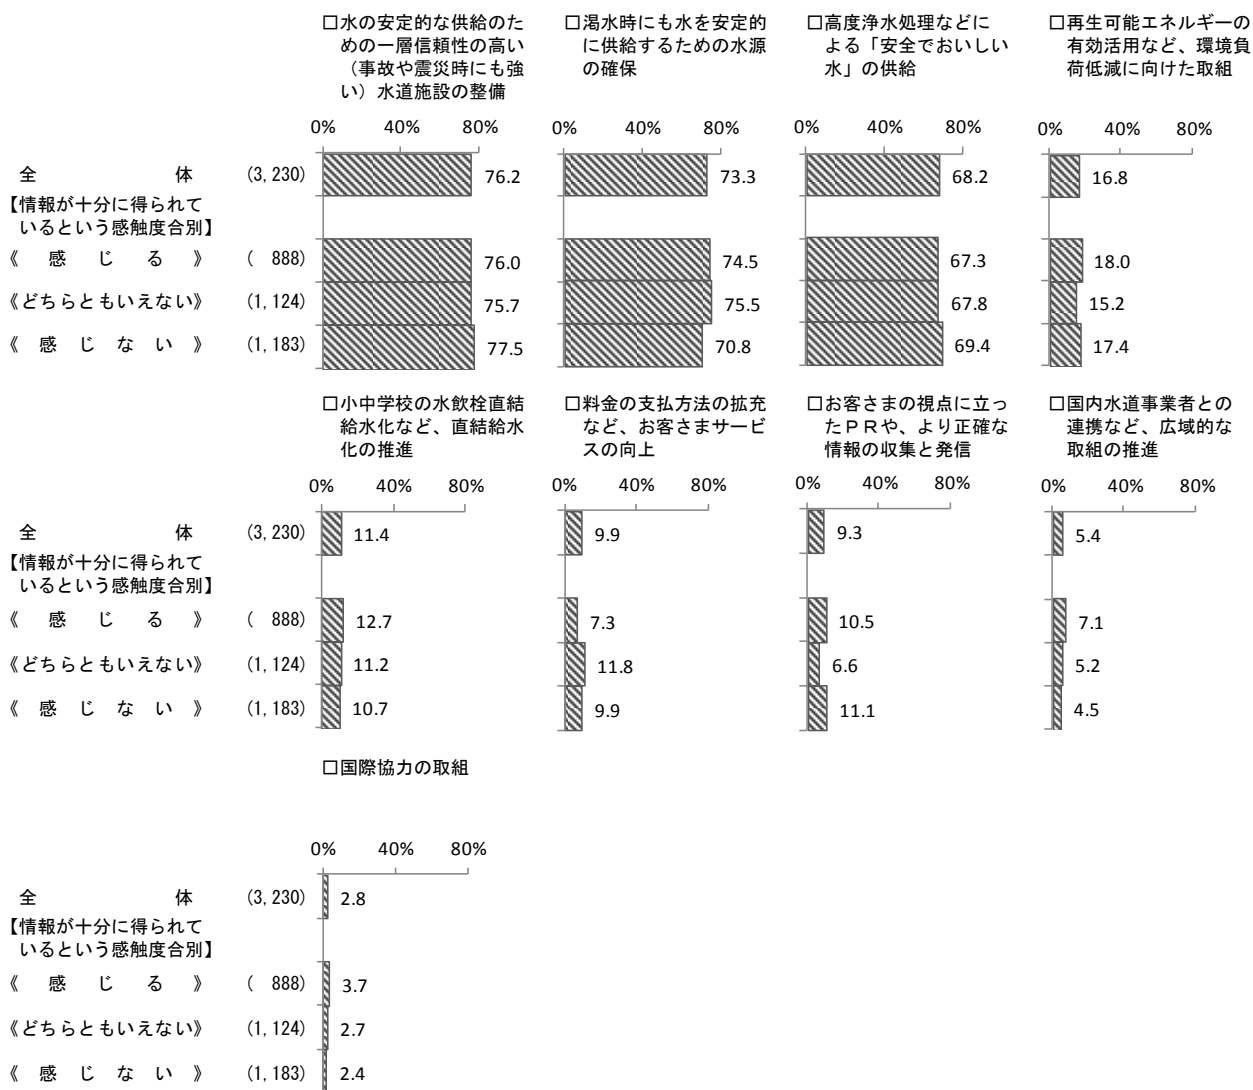 □水の安定的な供給のた
めの一層信頼性の高い
（事故や震災時にも強
い）水道施設の整備
□渇水時にも水を安定的
に供給するための水源
の確保
□高度浄水処理などに
よる「安全でおいしい
水」の供給
□再生可能エネルギーの
有効活用など、環境負
荷低減に向けた取組
0% 40% 80% 0% 40% 80% 0% 40% 80% 0% 40% 80%
全体 (3,230) 76.2 73.3 68.2 16.8
【情報が十分に得られて
いるという感触度合別】
《感じる》 (888) 76.0 74.5 67.3 18.0
《どちらともいえない》 (1,124) 75.7 75.5 67.8 15.2
《感じない》 (1,183) 77.5 70.8 69.4 17.4
□小中学校の水飲栓直結
給水化など、直結給水
化の推進
□料金の支払方法の拡充
など、お客さまサービ
スの向上
□お客さまの視点に立っ
たＰＲや、より正確な
情報の収集と発信
□国内水道事業者との
連携など、広域的な
取組の推進
0% 40% 80% 0% 40% 80% 0% 40% 80% 0% 40% 80%
全体 (3,230) 11.4 9.9 9.3 5.4
【情報が十分に得られて
いるという感触度合別】
《感じる》 (888) 12.7 7.3 10.5 7.1
《どちらともいえない》 (1,124) 11.2 11.8 6.6 5.2
《感じない》 (1,183) 10.7 9.9 11.1 4.5
□国際協力の取組
0% 40% 80%
全体 (3,230) 2.8
【情報が十分に得られて
いるという感触度合別】
《感じる》 (888) 3.7
《どちらともいえない》 (1,124) 2.7
《感じない》 (1,183) 2.4